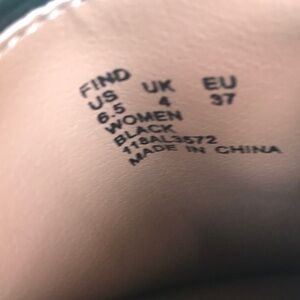 FIND
US UK EU
6.5 4 37
WOMEN
BLACK
118AL3572
MADE IN CHINA